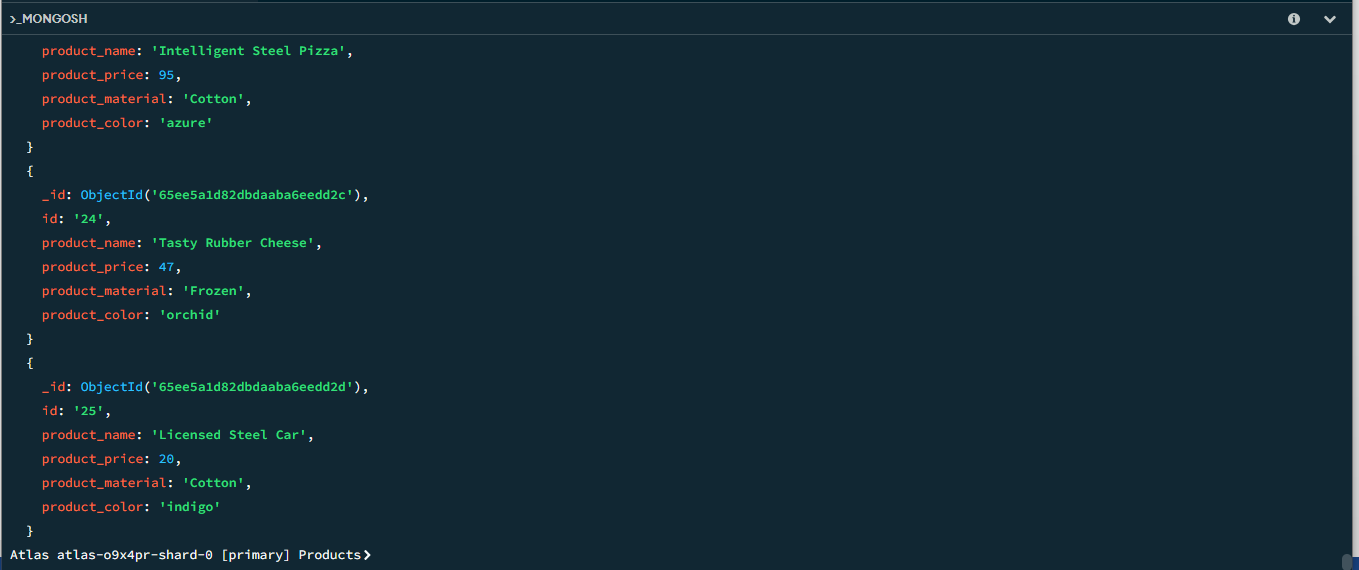 >_MONGOSH
product_name: 'Intelligent Steel Pizza',
product_price: 95,
product_material: 'Cotton',
product_color: 'azure'
}
{
_id: ObjectId('65ee5a1d82dbdaaba6eedd2c'),
id: '24',
product_name: 'Tasty Rubber Cheese',
product_price: 47,
product_material: 'Frozen',
product_color: 'orchid'
}
{
_id: ObjectId('65ee5a1d82dbdaaba6eedd2d'),
id: '25',
product_name: 'Licensed Steel Car',
product_price: 20,
product_material: 'Cotton',
product_color: 'indigo'
}
Atlas atlas-o9x4pr-shard-0 [primary] Products>